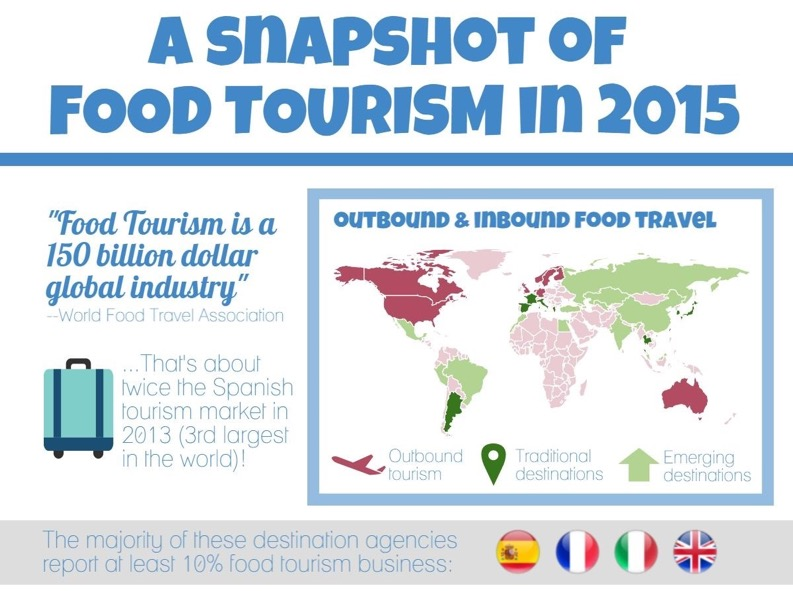 A SNAPSHOT OF
FOOD TOURISM IN 2015
"Food Tourism is a
150 billion dollar
global industry"
--World Food Travel Association
...That's about
twice the Spanish
tourism market in
2013 (3rd largest
in the world)!
OUTBOUND & INBOUND FOOD TRAVEL
Outbound
tourism
Traditional
destinations
Emerging
destinations
The majority of these destination agencies
report at least 10% food tourism business: